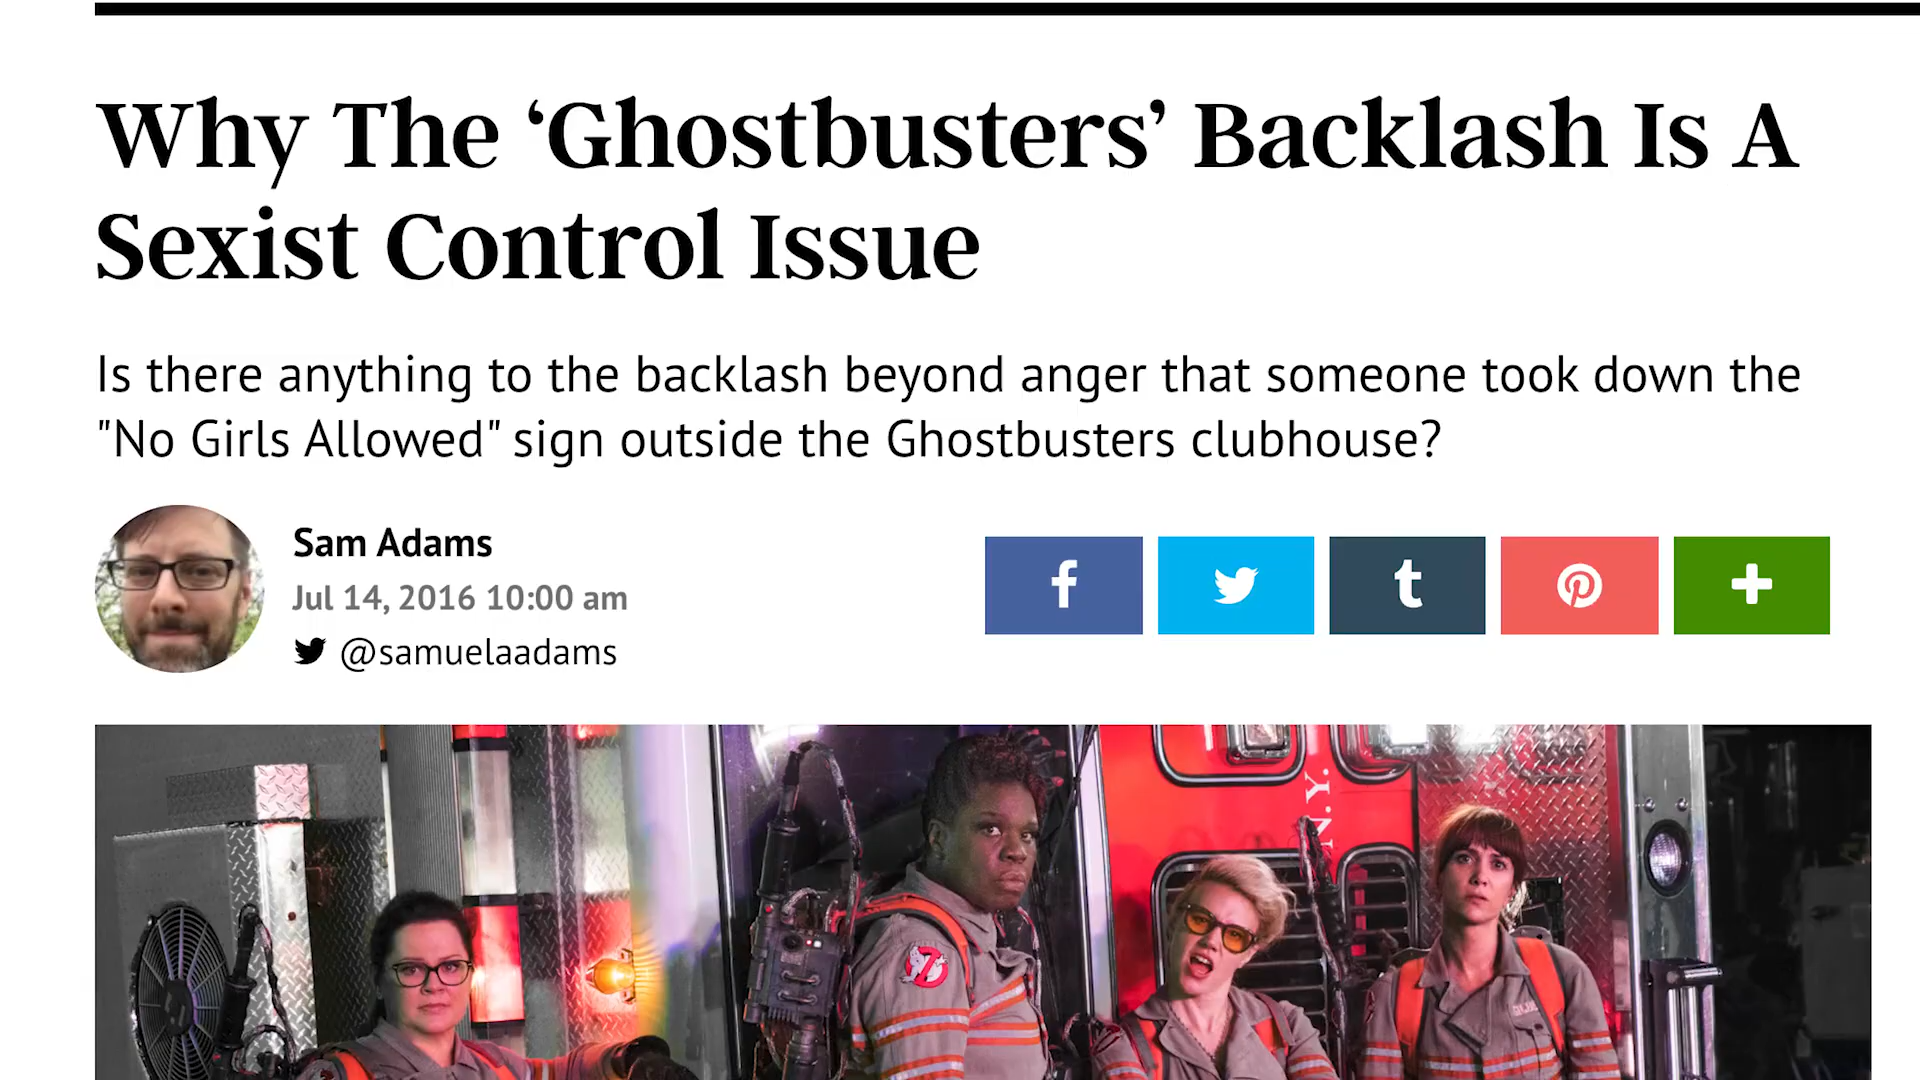 Why The ‘Ghostbusters’ Backlash Is A
Sexist Control Issue
Is there anything to the backlash beyond anger that someone took down the
"No Girls Allowed" sign outside the Ghostbusters clubhouse?
Sam Adams
Jul 14, 2016 10:00 am
@samuelaadams
N.Y.